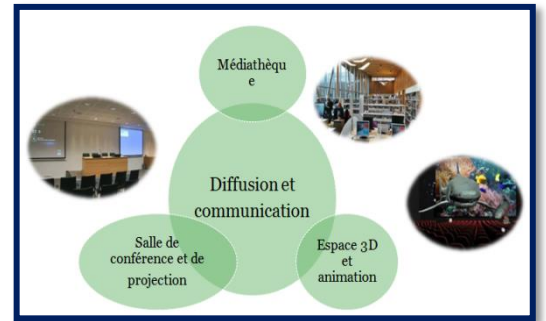 Médiathèqu
e
Diffusion et
communication
Salle de
conférence et de
projection
Espace 3D
et
animation